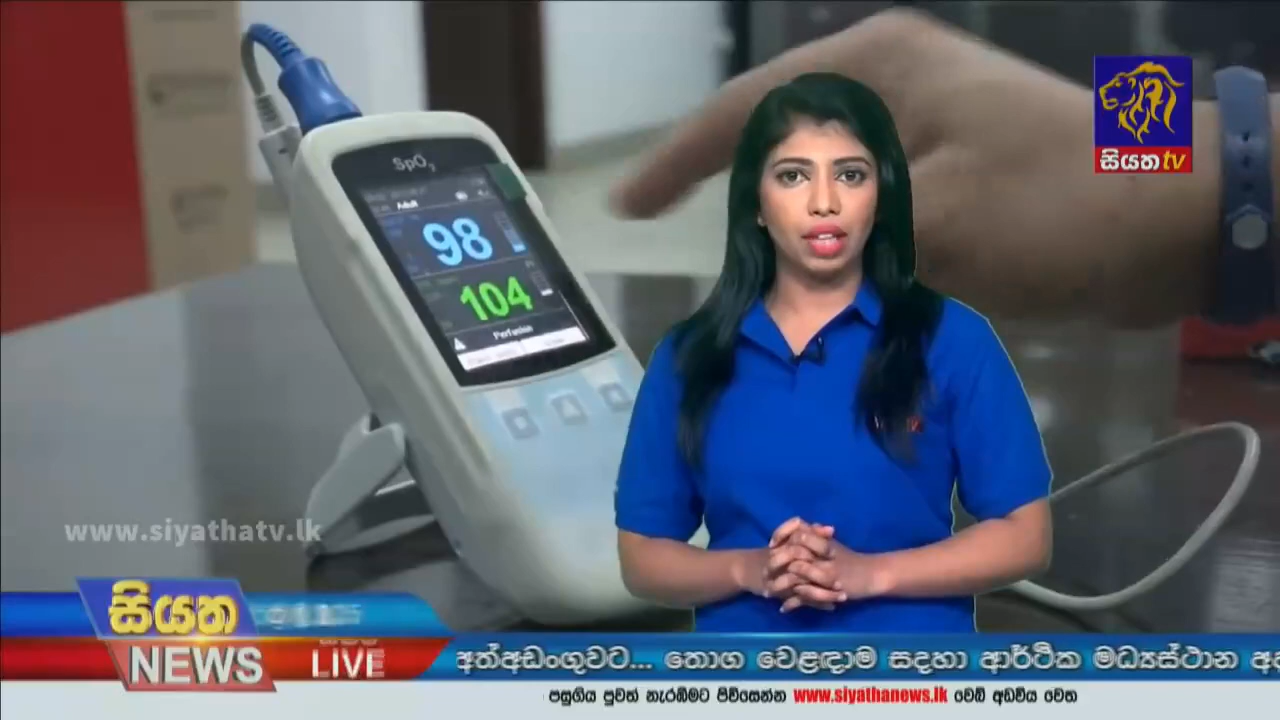 SpO₂
සියත tv
Adult
98
104
Perfusion
www.siyathatv.lk
සියත
NEWS
LIVE
අත්අඩංගුවට... තොග වෙළඳාම සදහා ආර්ථික මධ්‍යස්ථාන
පසුගිය පුවත් නැරඹීමට පිවිසෙන්න www.siyathanews.lk වෙබ් අඩවිය වෙත